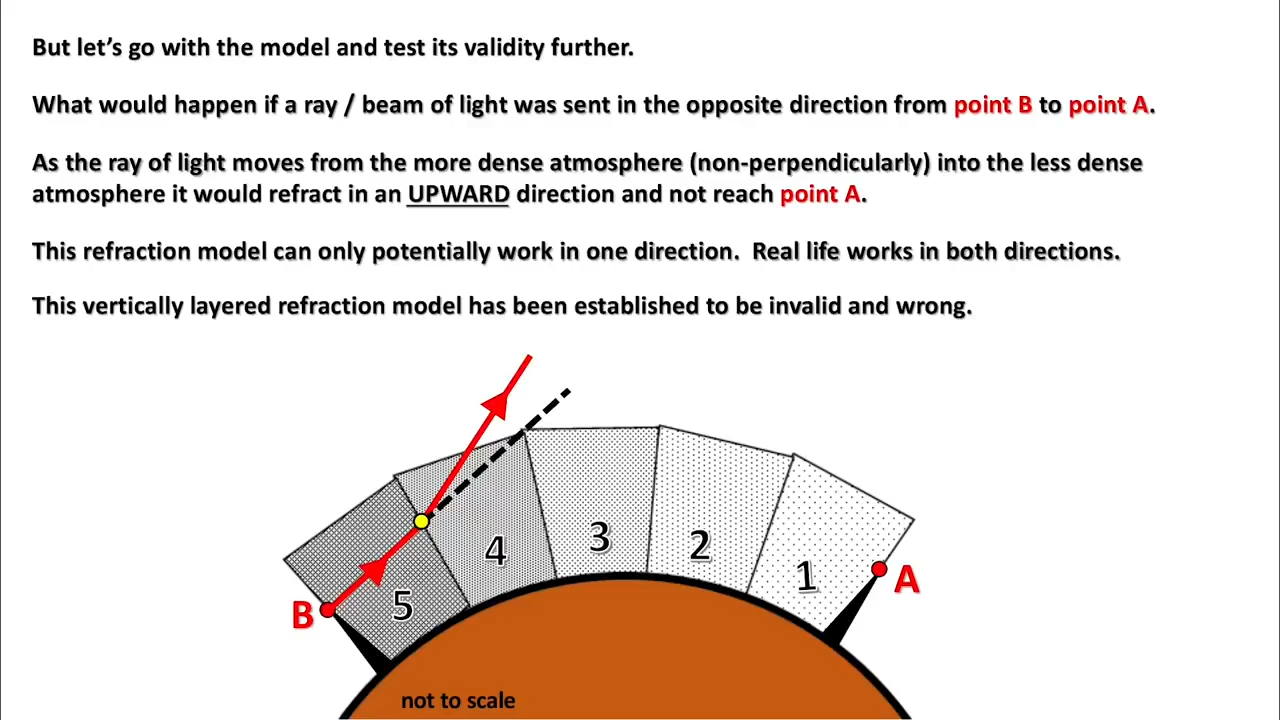 But let's go with the model and test its validity further.
What would happen if a ray / beam of light was sent in the opposite direction from point B to point A.
As the ray of light moves from the more dense atmosphere (non-perpendicularly) into the less dense
atmosphere it would refract in an UPWARD direction and not reach point A.
This refraction model can only potentially work in one direction.  Real life works in both directions.
This vertically layered refraction model has been established to be invalid and wrong.
3
2
4
1
A
5
B
not to scale